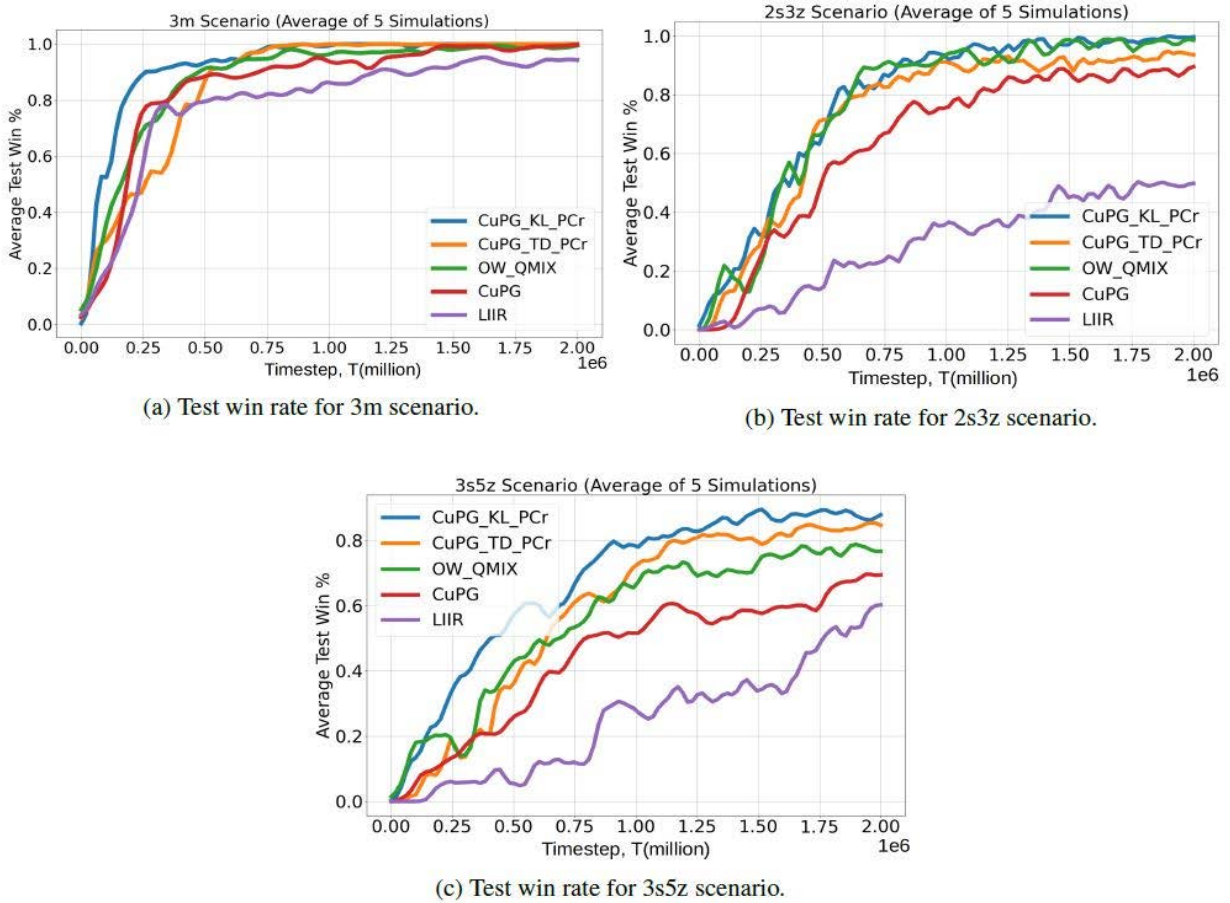 3m Scenario (Average of 5 Simulations)
Average Test Win %
1.0
0.8
0.6
0.4
0.2
0.0
CuPG_KL_PCr
CuPG_TD_PCr
OW_QMIX
CuPG
LIIR
0.00 0.25 0.50 0.75 1.00 1.25 1.50 1.75 2.00
1e6
Timestep, T(million)
(a) Test win rate for 3m scenario.
2s3z Scenario (Average of 5 Simulations)
Average Test Win %
1.0
0.8
0.6
0.4
0.2
0.0
CuPG_KL_PCr
CuPG_TD_PCr
OW_QMIX
CuPG
LIIR
0.00 0.25 0.50 0.75 1.00 1.25 1.50 1.75 2.00
1e6
Timestep, T(million)
(b) Test win rate for 2s3z scenario.
3s5z Scenario (Average of 5 Simulations)
Average Test Win %
0.8
0.6
0.4
0.2
0.0
CuPG_KL_PCr
CuPG_TD_PCr
OW_QMIX
CuPG
LIIR
0.00 0.25 0.50 0.75 1.00 1.25 1.50 1.75 2.00
1e6
Timestep, T(million)
(c) Test win rate for 3s5z scenario.